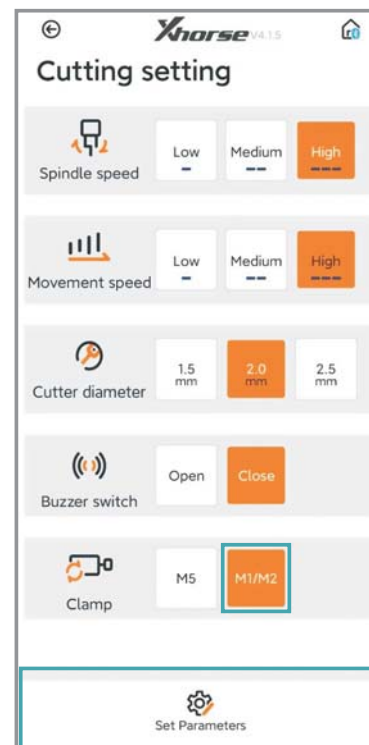 Xhorse V4.1.5
Cutting setting
Spindle speed
Low
Medium
High
Movement speed
Low
Medium
High
Cutter diameter
1.5
mm
2.0
mm
2.5
mm
Buzzer switch
Open
Close
Clamp
M5
M1/M2
Set Parameters